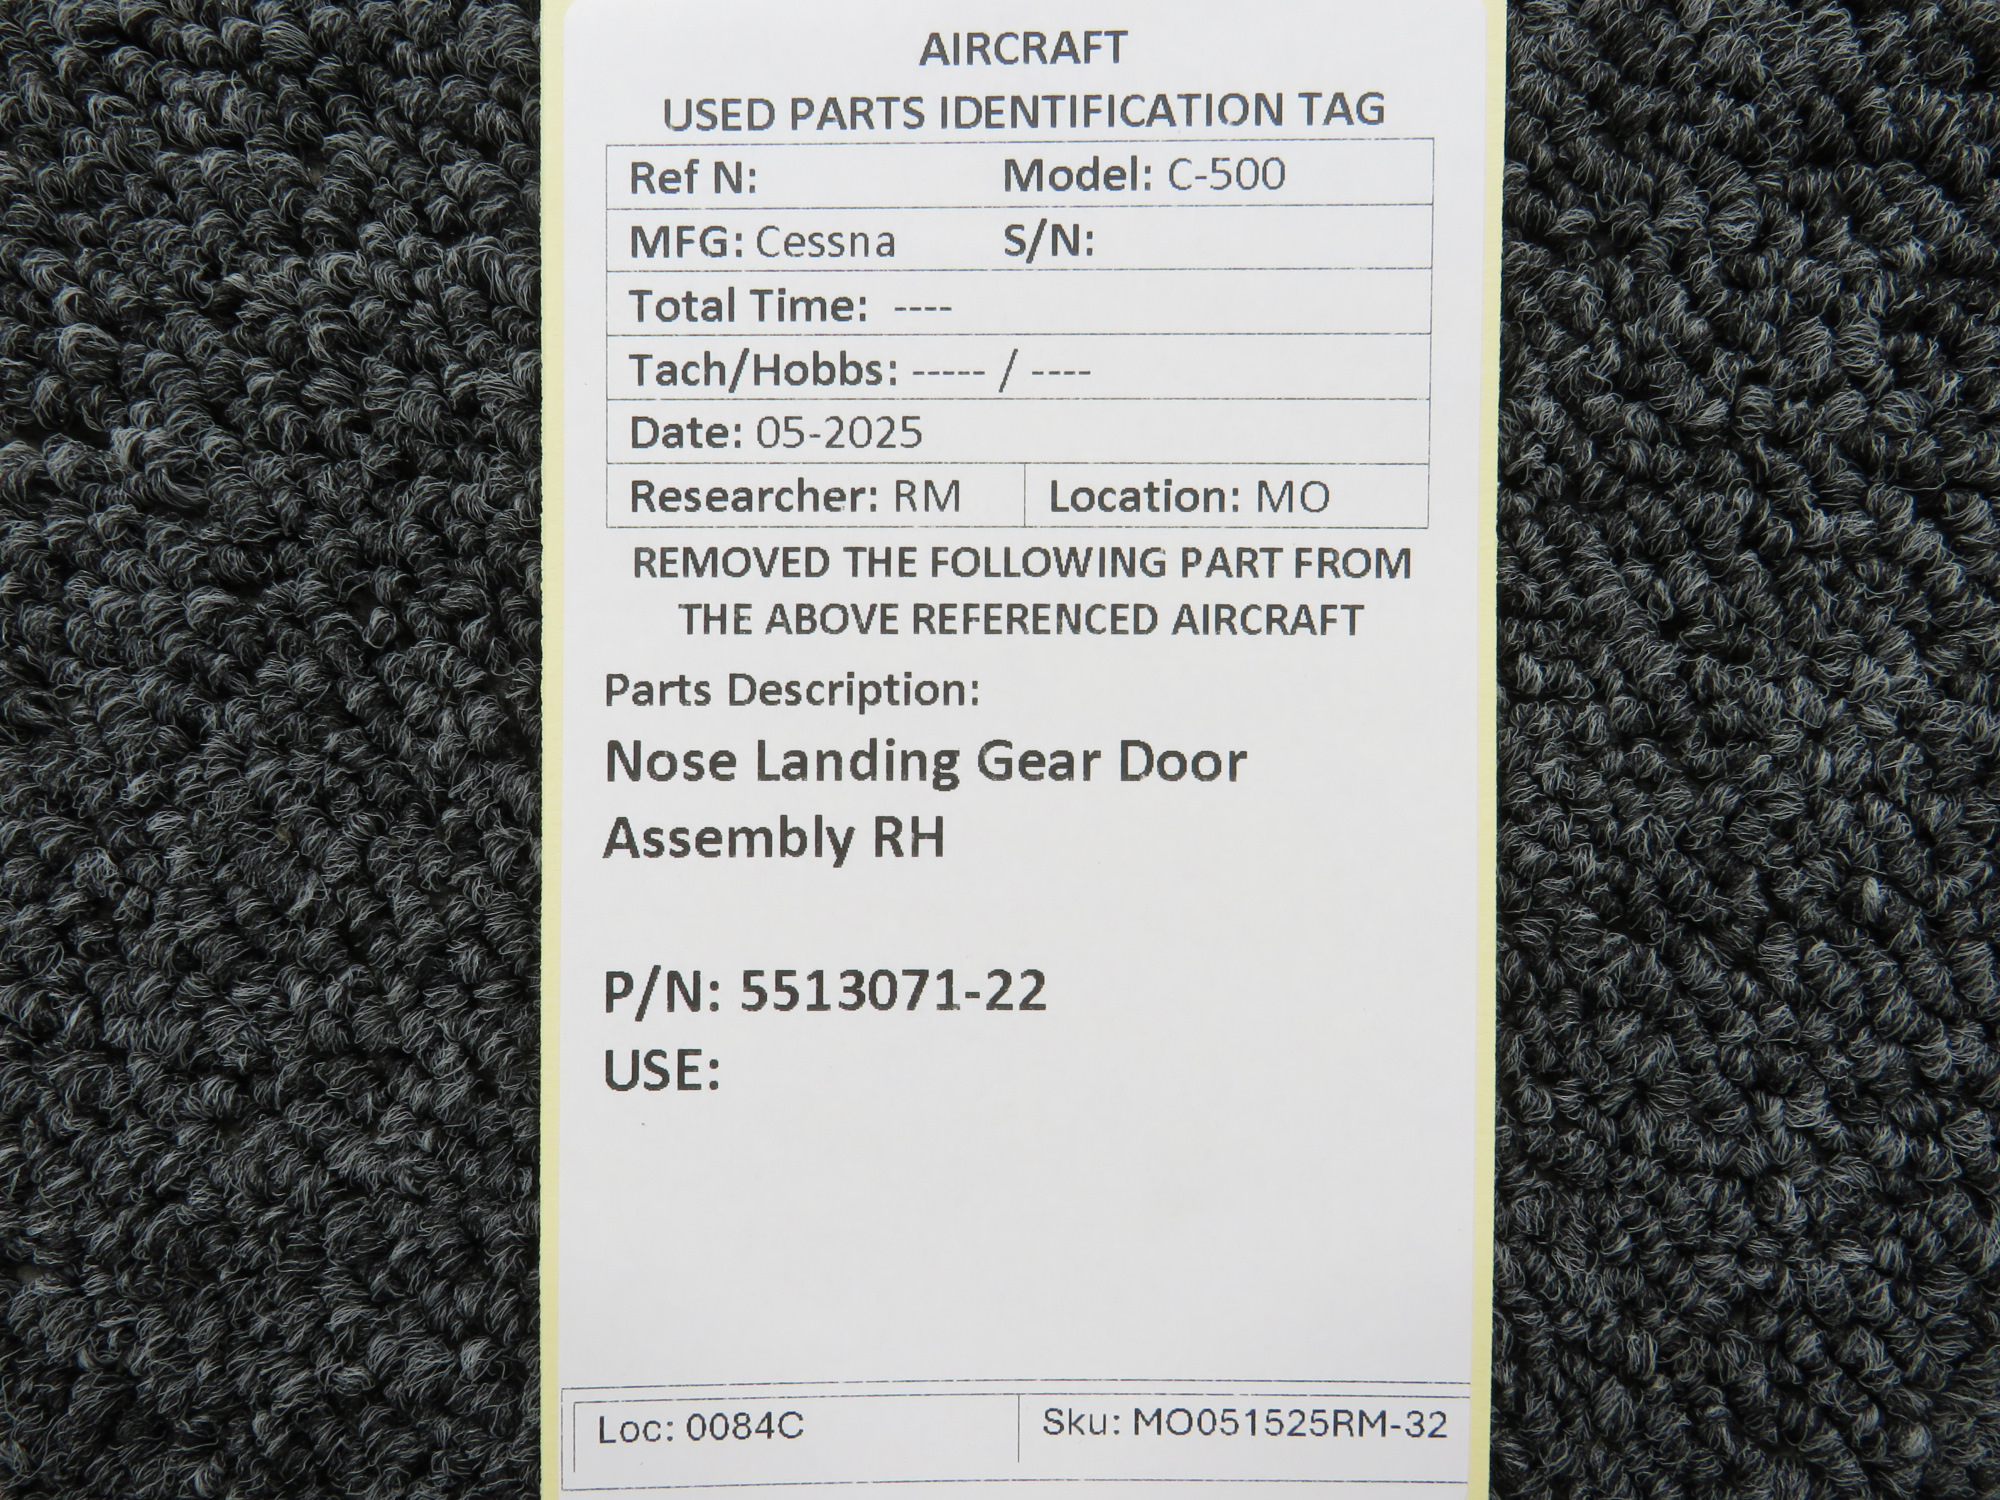 AIRCRAFT
USED PARTS IDENTIFICATION TAG
Ref N: Model: C-500
MFG: Cessna S/N:
Total Time: ----
Tach/Hobbs: ----- / ----
Date: 05-2025
Researcher: RM Location: MO
REMOVED THE FOLLOWING PART FROM
THE ABOVE REFERENCED AIRCRAFT
Parts Description:
Nose Landing Gear Door
Assembly RH
P/N: 5513071-22
USE:
Loc: 0084C Sku: MO051525RM-32